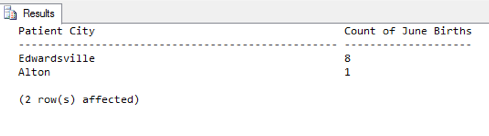 Results
Patient City Count of June Births
-------------------------------------------------- --------------------
Edwardsville 8
Alton 1
(2 row(s) affected)